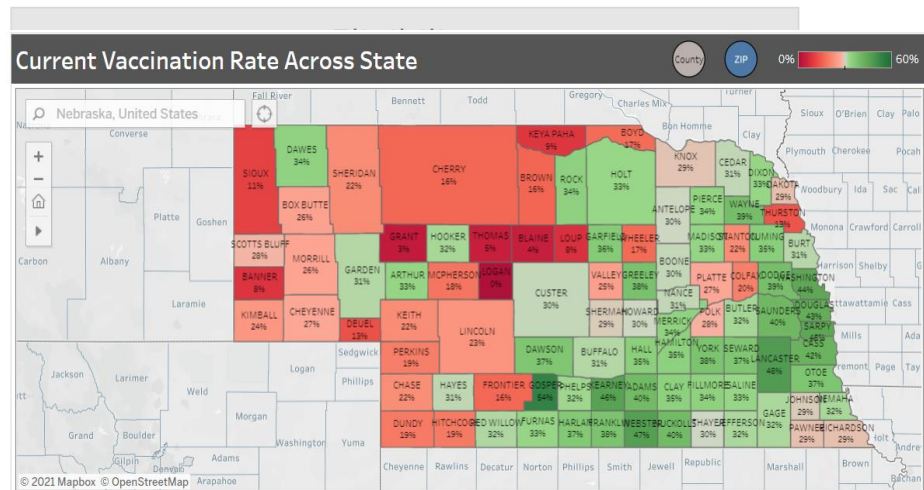 Current Vaccination Rate Across State
County
ZIP
0%
60%
Nebraska, United States
Fall River
Bennett
Todd
Gregory
Charles Mix
Bon Homme
Turner
Clay
Sioux
O'Brien
Clay
Palo
Plymouth
Cherokee
Pocah
Woodbury
Ida
Sac
Cal
Monona
Crawford
Carroll
Harrison
Shelby
Cass
Mills
Page
Tay
Holt
Converse
Platte
Goshen
Carbon
Albany
Laramie
Jackson
Larimer
Weld
Logan
Sedgwick
Phillips
Morgan
Grand
Boulder
Gilpin
Denver
Adams
Arapahoe
Washington
Yuma
Cheyenne
Rawlins
Decatur
Norton
Phillips
Smith
Jewell
Republic
Marshall
Brown
SIOUX
11%
DAWES
34%
SHERIDAN
22%
BOX BUTTE
26%
CHERRY
16%
KEYA PAHA
9%
BOYD
17%
BROWN
16%
ROCK
34%
HOLT
33%
KNOX
29%
CEDAR
31%
DIXON
33%
DAKOTA
29%
ANTELOPE
30%
PIERCE
34%
WAYNE
39%
THURSTON
13%
SCOTTS BLUFF
28%
MORRILL
26%
GARDEN
31%
GRANT
3%
HOOKER
32%
THOMAS
BLAINE
4%
LOUP
GARFIELD
36%
WHEELER
17%
BOONE
30%
MADISON
33%
STANTON
22%
CUMING
35%
BURT
31%
BANNER
8%
KIMBALL
24%
CHEYENNE
27%
DEUEL
13%
ARTHUR
33%
MCPHERSON
18%
LOGAN
0%
CUSTER
30%
VALLEY
GREELEY
38%
NANCE
31%
PLATTE
27%
COLFAX
20%
DODGE
39%
WASHINGTON
44%
KEITH
22%
LINCOLN
23%
SHERMAN
29%
HOWARD
30%
MERRICK
34%
POLK
28%
BUTLER
32%
SAUNDERS
40%
DOUGLAS
43%
SARPY
PERKINS
19%
DAWSON
37%
BUFFALO
31%
HALL
35%
HAMILTON
35%
YORK
38%
SEWARD
37%
LANCASTER
CASS
42%
OTOE
37%
CHASE
22%
HAYES
31%
FRONTIER
16%
GOSPER
54%
PHELPS
32%
KEARNEY
46%
ADAMS
40%
CLAY
35%
FILLMORE
34%
SALINE
33%
GAGE
32%
JOHNSON
29%
NEMAHA
32%
DUNDY
19%
HITCHCOCK
19%
RED WILLOW
32%
FURNAS
33%
HARLAN
37%
FRANKLIN
38%
WEBSTER
47%
NUCKOLLS
40%
THAYER
30%
JEFFERSON
32%
PAWNEE
29%
RICHARDSON
29%
© 2021 Mapbox © OpenStreetMap